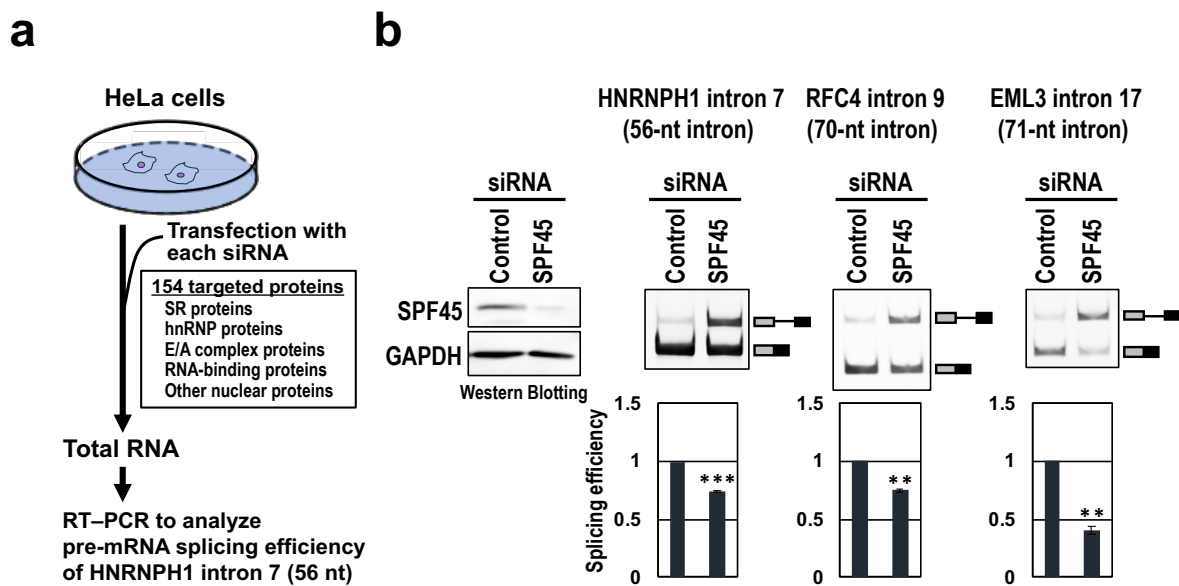 a
HeLa cells
Transfection with
each siRNA
154 targeted proteins
SR proteins
hnRNP proteins
E/A complex proteins
RNA-binding proteins
Other nuclear proteins
Total RNA
RT–PCR to analyze
pre-mRNA splicing efficiency
of HNRNPH1 intron 7 (56 nt)
b
siRNA
Control
SPF45
SPF45
GAPDH
Western Blotting
HNRNPH1 intron 7
(56-nt intron)
siRNA
Control
SPF45
RFC4 intron 9
(70-nt intron)
siRNA
Control
SPF45
EML3 intron 17
(71-nt intron)
siRNA
Control
SPF45
Splicing efficiency
1.5
1
0.5
0
***
1.5
1
0.5
0
**
1.5
1
0.5
0
**